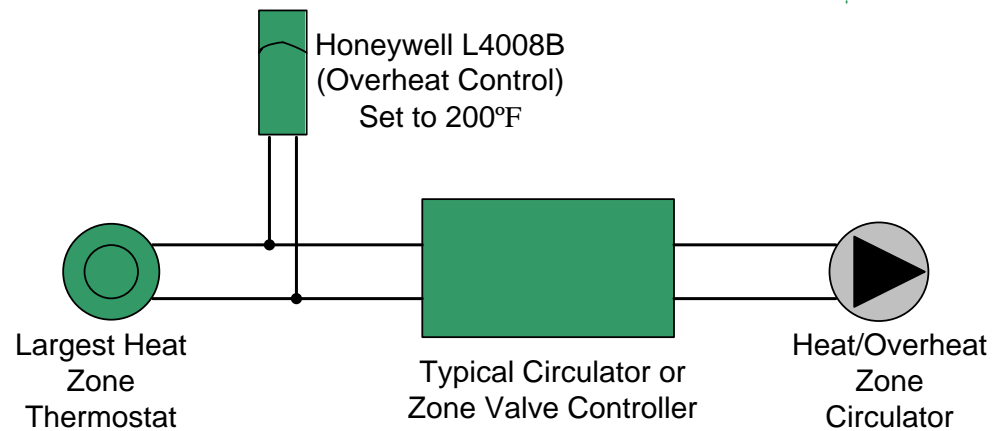 Honeywell L4008B
(Overheat Control)
Set to 200ºF
Largest Heat
Zone
Thermostat
Typical Circulator or
Zone Valve Controller
Heat/Overheat
Zone
Circulator